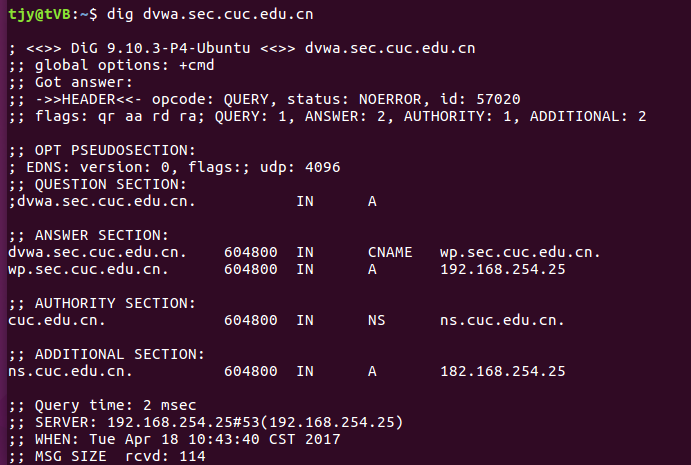 tjy@tVB:~$ dig dvwa.sec.cuc.edu.cn

; <<>> DiG 9.10.3-P4-Ubuntu <<>> dvwa.sec.cuc.edu.cn
;; global options: +cmd
;; Got answer:
;; ->>HEADER<<- opcode: QUERY, status: NOERROR, id: 57020
;; flags: qr aa rd ra; QUERY: 1, ANSWER: 2, AUTHORITY: 1, ADDITIONAL: 2

;; OPT PSEUDOSECTION:
; EDNS: version: 0, flags:; udp: 4096
;; QUESTION SECTION:
;dvwa.sec.cuc.edu.cn. IN A

;; ANSWER SECTION:
dvwa.sec.cuc.edu.cn. 604800 IN CNAME wp.sec.cuc.edu.cn.
wp.sec.cuc.edu.cn. 604800 IN A 192.168.254.25

;; AUTHORITY SECTION:
cuc.edu.cn. 604800 IN NS ns.cuc.edu.cn.

;; ADDITIONAL SECTION:
ns.cuc.edu.cn. 604800 IN A 182.168.254.25

;; Query time: 2 msec
;; SERVER: 192.168.254.25#53(192.168.254.25)
;; WHEN: Tue Apr 18 10:43:40 CST 2017
;; MSG SIZE rcvd: 114